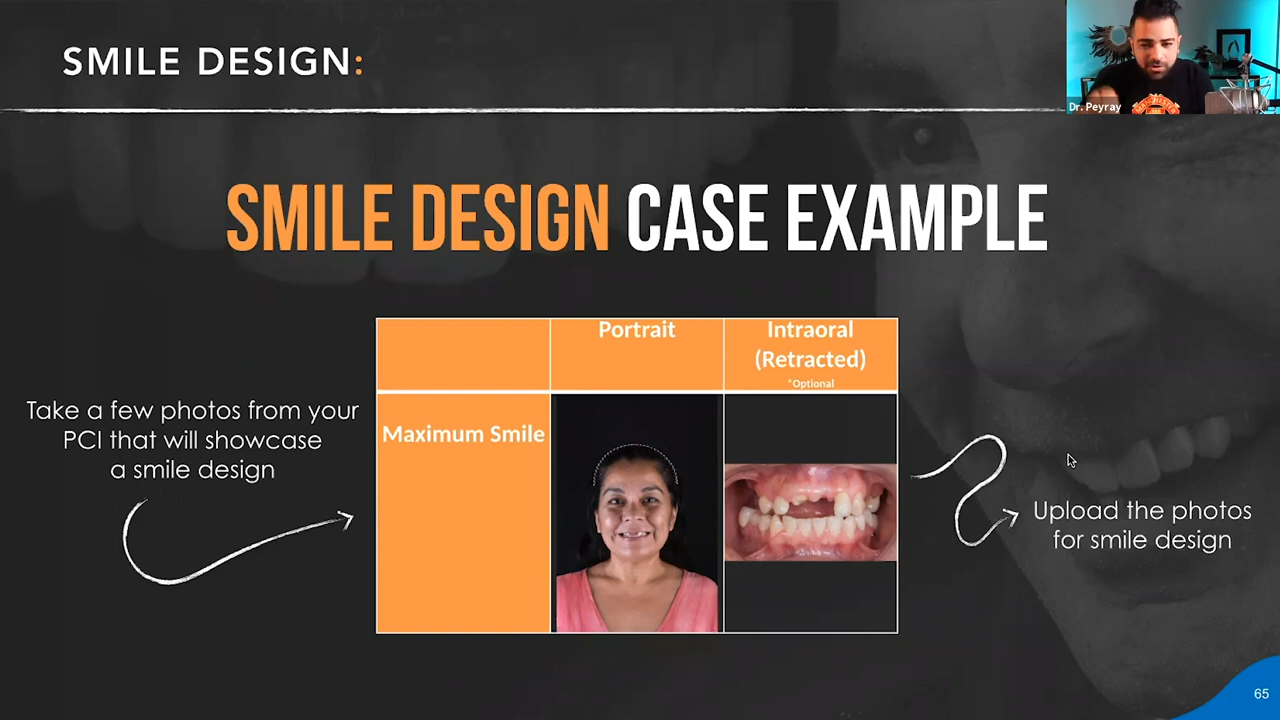 SMILE DESIGN:
Dr. Peyray
SMILE DESIGN CASE EXAMPLE
Portrait
Intraoral
(Retracted)
*Optional
Maximum Smile
Take a few photos from your
PCI that will showcase
a smile design
Upload the photos
for smile design
65